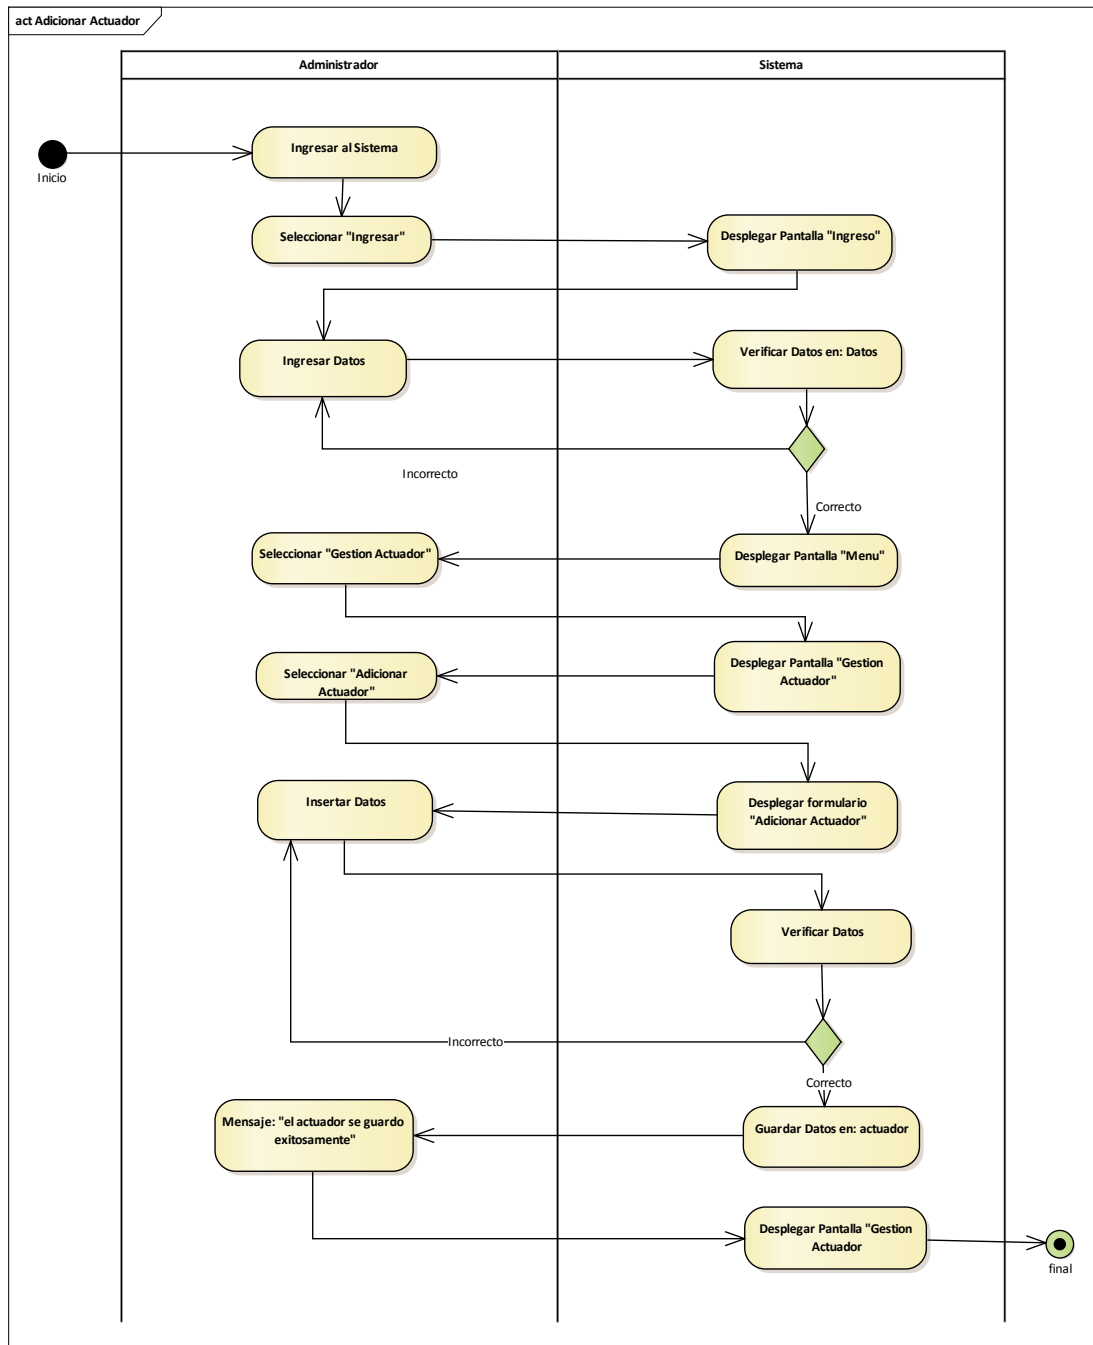 act Adicionar Actuador
Administrador
Sistema
Inicio
Ingresar al Sistema
Seleccionar "Ingresar"
Desplegar Pantalla "Ingreso"
Ingresar Datos
Verificar Datos en: Datos
Incorrecto
Correcto
Seleccionar "Gestion Actuador"
Desplegar Pantalla "Menu"
Seleccionar "Adicionar
Actuador"
Desplegar Pantalla "Gestion
Actuador"
Insertar Datos
Desplegar formulario
"Adicionar Actuador"
Verificar Datos
Incorrecto
Correcto
Mensaje: "el actuador se guardo
exitosamente"
Guardar Datos en: actuador
Desplegar Pantalla "Gestion
Actuador
final